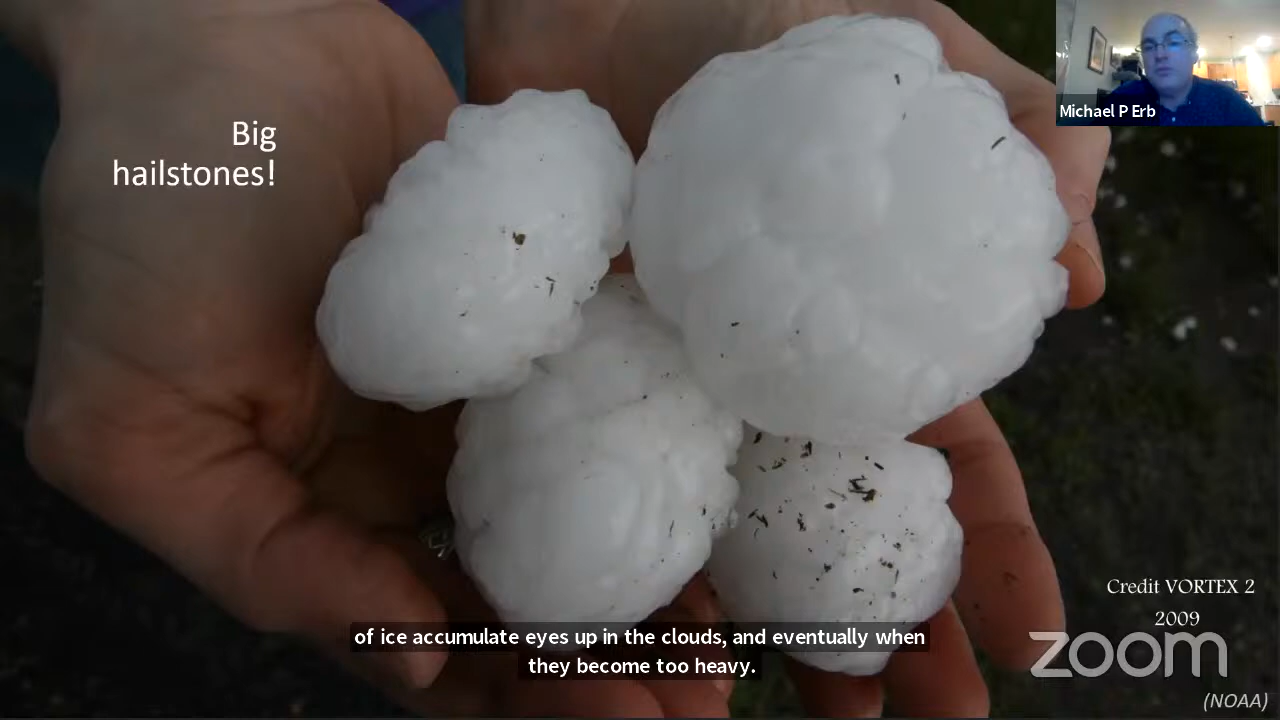 Big
hailstones!
Michael P Erb
Credit VORTEX 2
2009
zoom
(NOAA)
of ice accumulate eyes up in the clouds, and eventually when
they become too heavy.